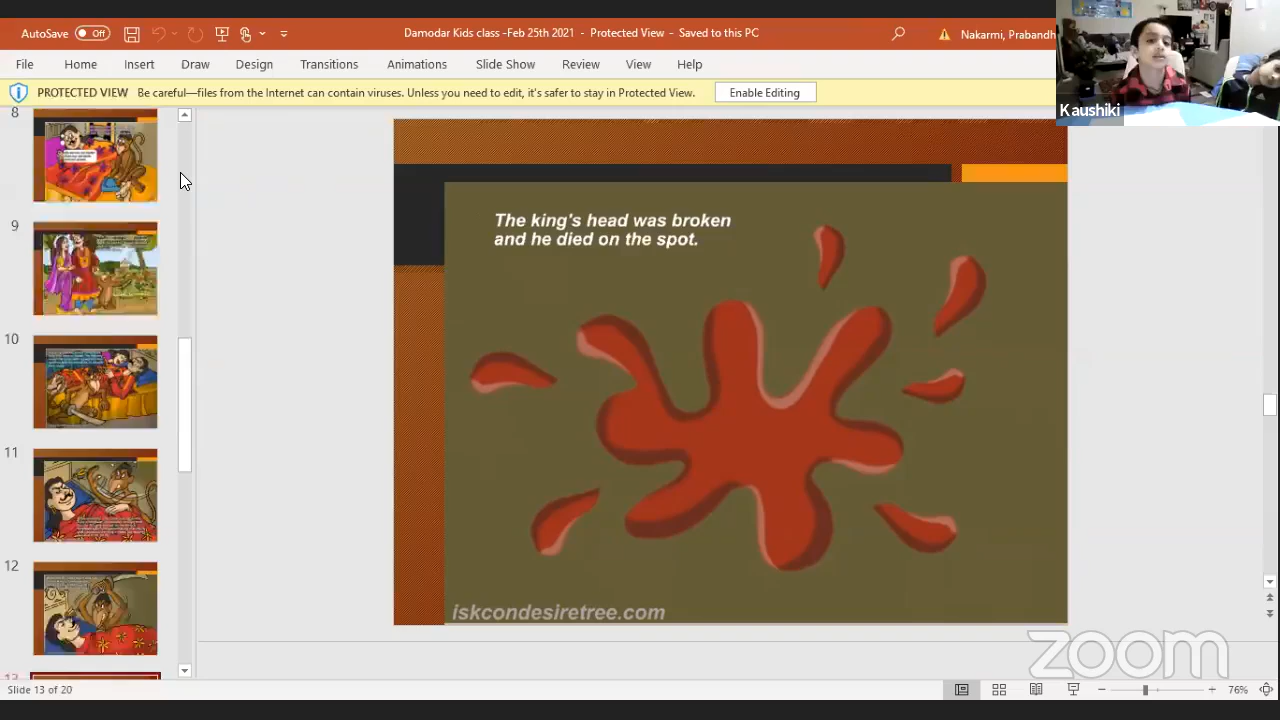 AutoSave Off
Damodar Kids class -Feb 25th 2021 - Protected View - Saved to this PC
Nakarmi, Prabandh
File Home Insert Draw Design Transitions Animations Slide Show Review View Help
PROTECTED VIEW Be careful—files from the Internet can contain viruses. Unless you need to edit, it's safer to stay in Protected View. Enable Editing
Kaushiki
8
9
10
11
12
13
The king's head was broken
and he died on the spot.
iskcondesiretree.com
zoom
Slide 13 of 20
76%